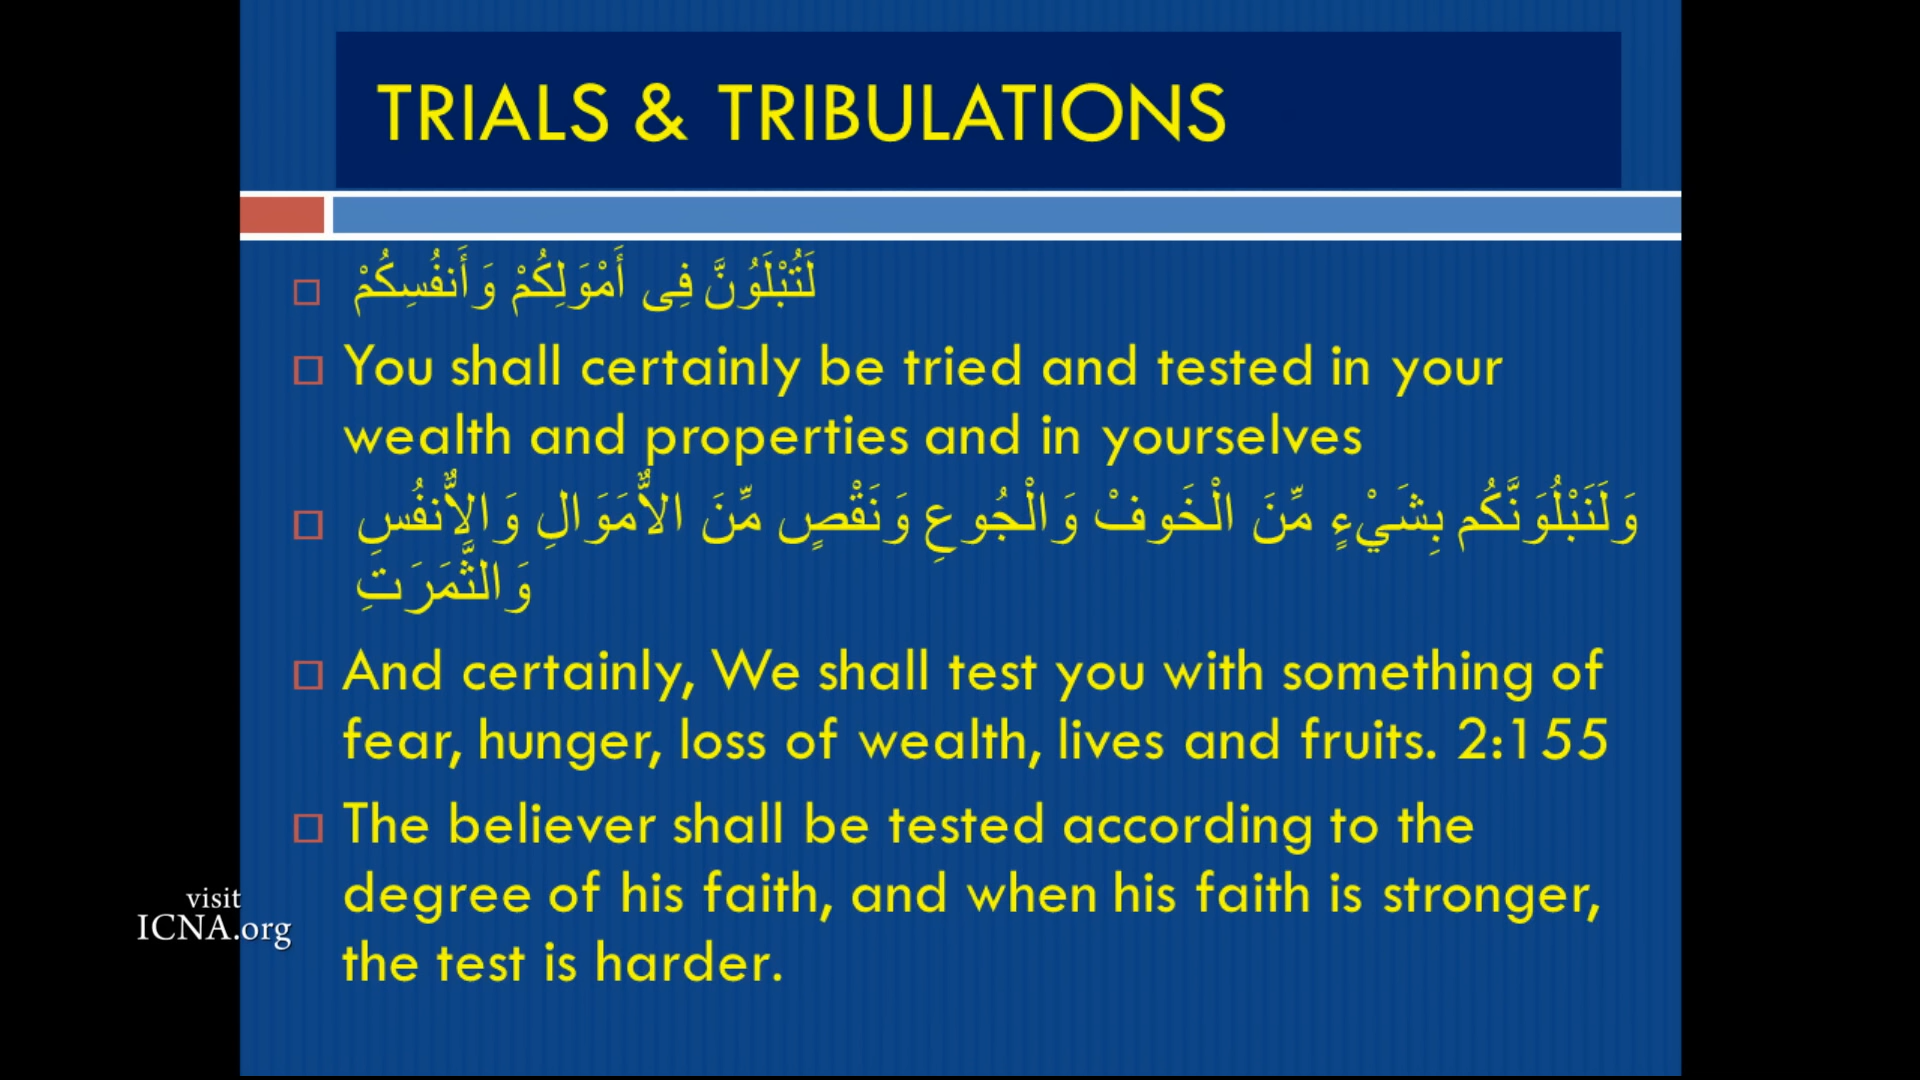 TRIALS & TRIBULATIONS
لَتُبْلَوُنَّ فِى أَمْوَلِكُمْ وَأَنفُسِكُمْ
You shall certainly be tried and tested in your
wealth and properties and in yourselves
وَلَنَبْلُوَنَّكُم بِشَيْءٍ مِّنَ الْخَوفْ وَالْجُوعِ وَنَقْصٍ مِّنَ الاٌّمَوَالِ وَالاٌّنفُسِ
وَالثَّمَرَتِ
And certainly, We shall test you with something of
fear, hunger, loss of wealth, lives and fruits. 2:155
The believer shall be tested according to the
degree of his faith, and when his faith is stronger,
the test is harder.
visit
ICNA.org